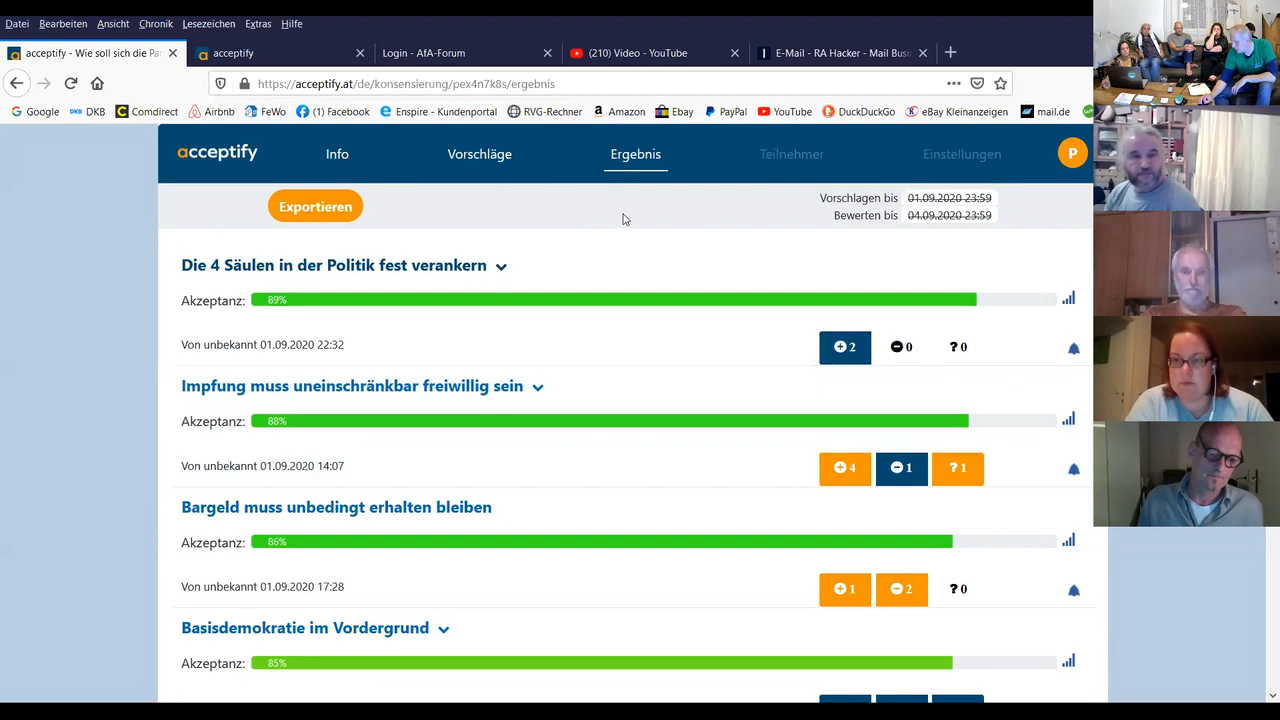 Datei Bearbeiten Ansicht Chronik Lesezeichen Extras Hilfe
acceptify - Wie soll sich die Par
acceptify
Login - AfA-Forum
(210) Video - YouTube
E-Mail - RA Hacker - Mail Busi
https://acceptify.at/de/konsensierung/pex4n7k8s/ergebnis
Google DKB DKB Comdirect Airbnb FeWo (1) Facebook Enspire - Kundenportal RVG-Rechner Amazon Ebay PayPal YouTube DuckDuckGo eBay Kleinanzeigen mail.de
acceptify Info Vorschläge Ergebnis Teilnehmer Einstellungen P
Exportieren
Vorschlagen bis 01.09.2020 23:59
Bewerten bis 04.09.2020 23:59
Die 4 Säulen in der Politik fest verankern
Akzeptanz: 89%
Von unbekannt 01.09.2020 22:32
2 0 ? 0
Impfung muss uneinschränkbar freiwillig sein
Akzeptanz: 88%
Von unbekannt 01.09.2020 14:07
4 1 ? 1
Bargeld muss unbedingt erhalten bleiben
Akzeptanz: 86%
Von unbekannt 01.09.2020 17:28
1 2 ? 0
Basisdemokratie im Vordergrund
Akzeptanz: 85%